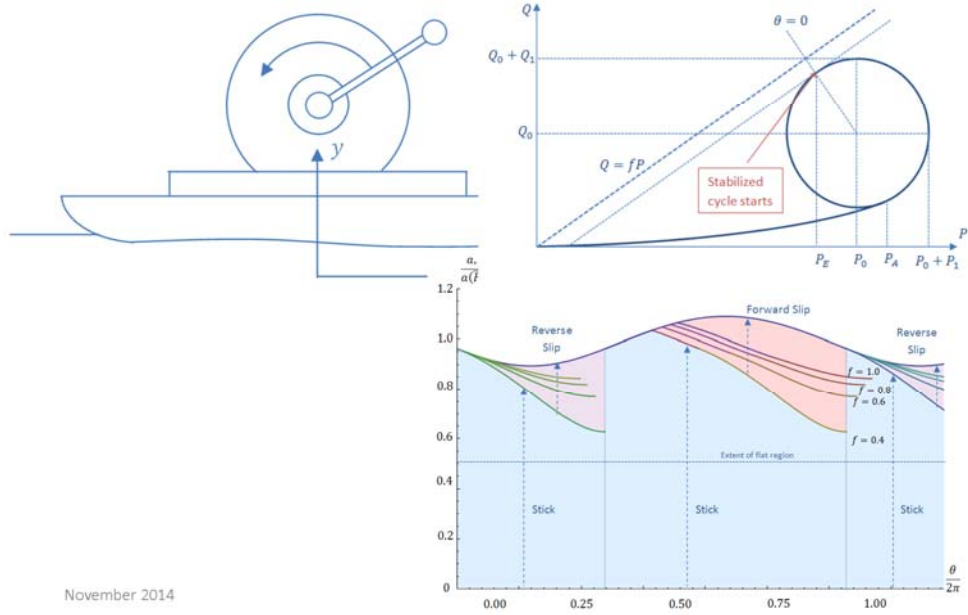 y
Q
θ = 0
Q₀ + Q₁
Q₀
Q = fP
Stabilized
cycle starts
P
P_E
P₀
P_A
P₀ + P₁
1.2
1.0
0.8
0.6
0.4
0.2
0
Reverse
Slip
Forward Slip
Reverse
Slip
f = 1.0
f = 0.8
f = 0.6
f = 0.4
Extent of flat region
Stick
Stick
Stick
0.00
0.25
0.50
0.75
1.00
θ
2π
November 2014